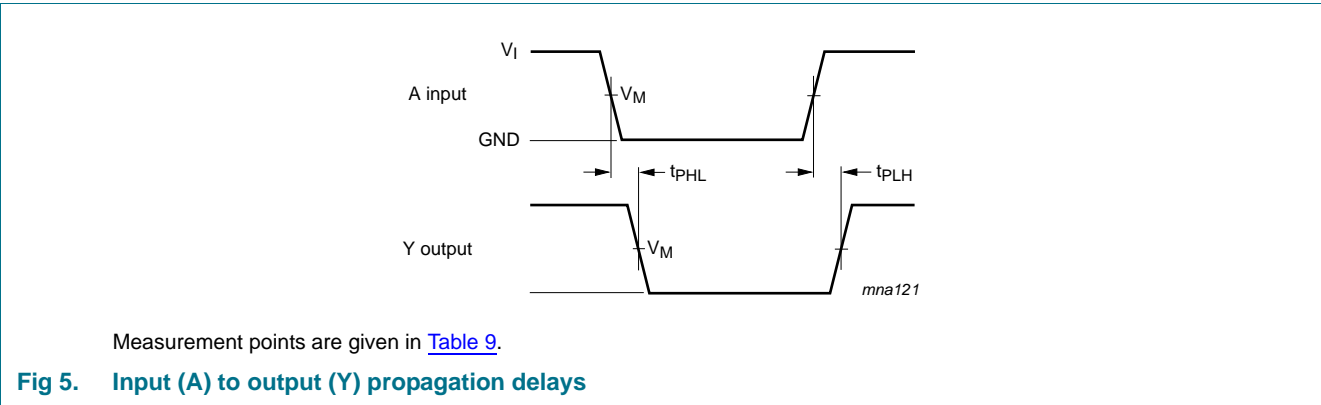 VI
A input
VM
GND
tPHL
tPLH
Y output
VM
mna121
Measurement points are given in Table 9.
Fig 5. Input (A) to output (Y) propagation delays